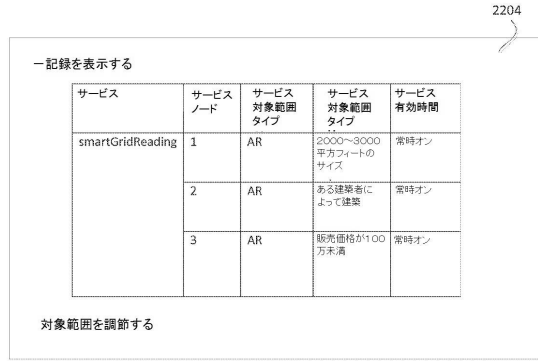 2204
－記録を表示する
サービス
サービス
ノード
サービス
対象範囲
タイプ
サービス
対象範囲
タイプ
サービス
有効時間
smartGridReading
1
AR
2000～3000
平方フィートの
サイズ
常時オン
2
AR
ある建築者に
よって建築
常時オン
3
AR
販売価格が100
万未満
常時オン
対象範囲を調節する